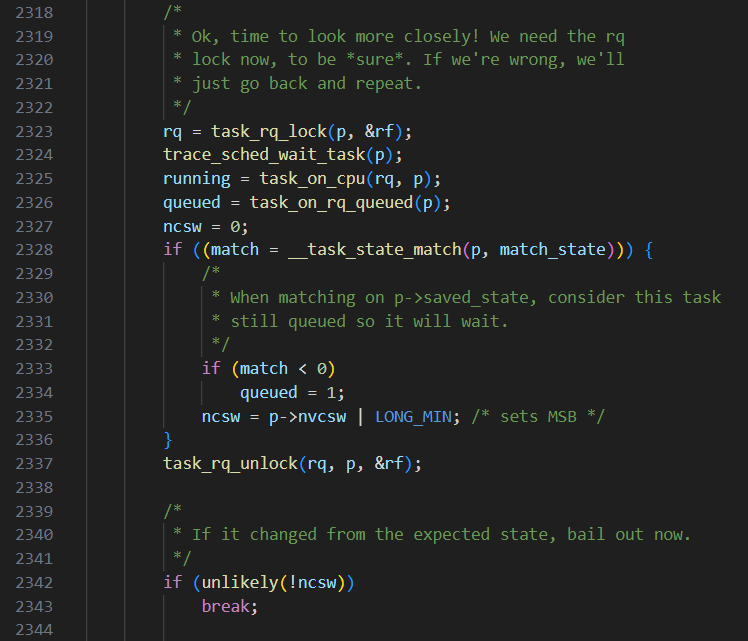 2318 /*
2319 * Ok, time to look more closely! We need the rq
2320 * lock now, to be *sure*. If we're wrong, we'll
2321 * just go back and repeat.
2322 */
2323 rq = task_rq_lock(p, &rf);
2324 trace_sched_wait_task(p);
2325 running = task_on_cpu(rq, p);
2326 queued = task_on_rq_queued(p);
2327 ncsw = 0;
2328 if ((match = __task_state_match(p, match_state))) {
2329 /*
2330 * When matching on p->saved_state, consider this task
2331 * still queued so it will wait.
2332 */
2333 if (match < 0)
2334 queued = 1;
2335 ncsw = p->nvcsw | LONG_MIN; /* sets MSB */
2336 }
2337 task_rq_unlock(rq, p, &rf);
2338
2339 /*
2340 * If it changed from the expected state, bail out now.
2341 */
2342 if (unlikely(!ncsw))
2343 break;
2344